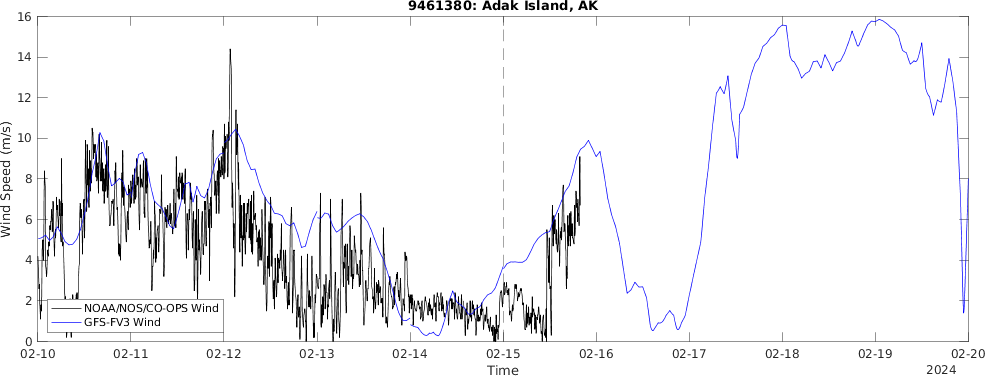 9461380: Adak Island, AK
Wind Speed (m/s)
16
14
12
10
8
6
4
2
0
NOAA/NOS/CO-OPS Wind
GFS-FV3 Wind
02-10 02-11 02-12 02-13 02-14 02-15 02-16 02-17 02-18 02-19 02-20
Time
2024